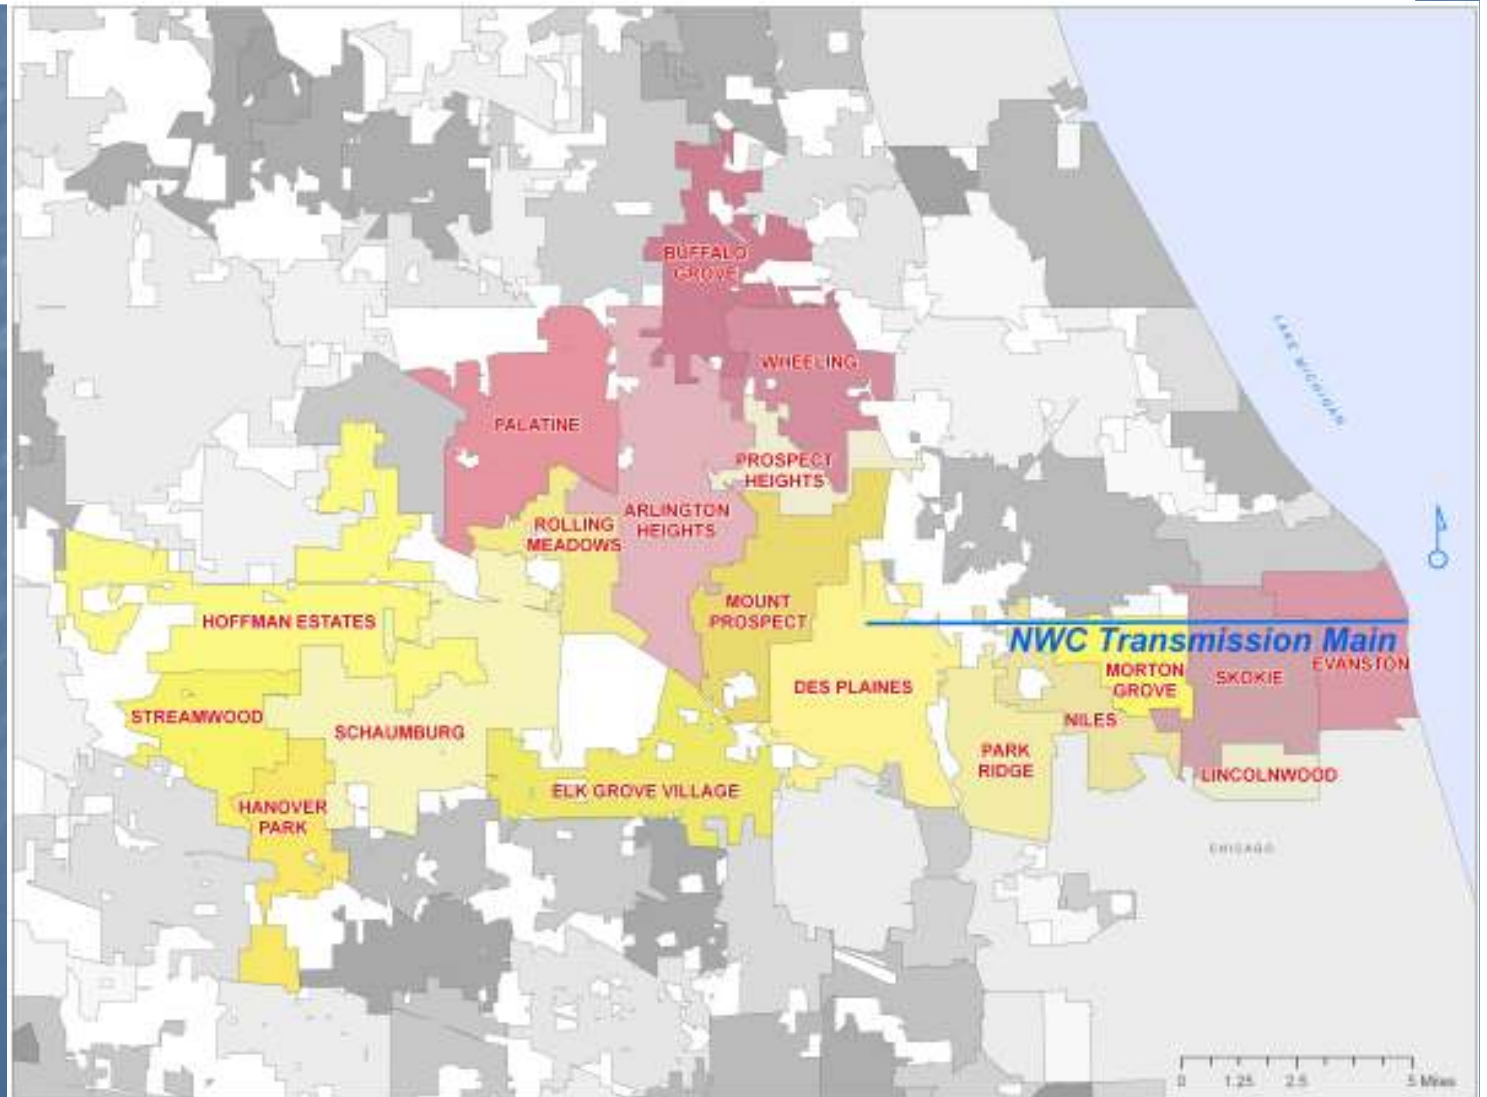 BUFFALO
GROVE
LAKE MICHIGAN
WHEELING
PALATINE
PROSPECT
HEIGHTS
ARLINGTON
HEIGHTS
ROLLING
MEADOWS
MOUNT
PROSPECT
HOFFMAN ESTATES
NWC Transmission Main
EVANSTON
MORTON
GROVE
SKOKIE
DES PLAINES
STREAMWOOD
SCHAUMBURG
NILES
PARK
RIDGE
LINCOLNWOOD
ELK GROVE VILLAGE
HANOVER
PARK
CHICAGO
0 1.25 2.5 5 Miles